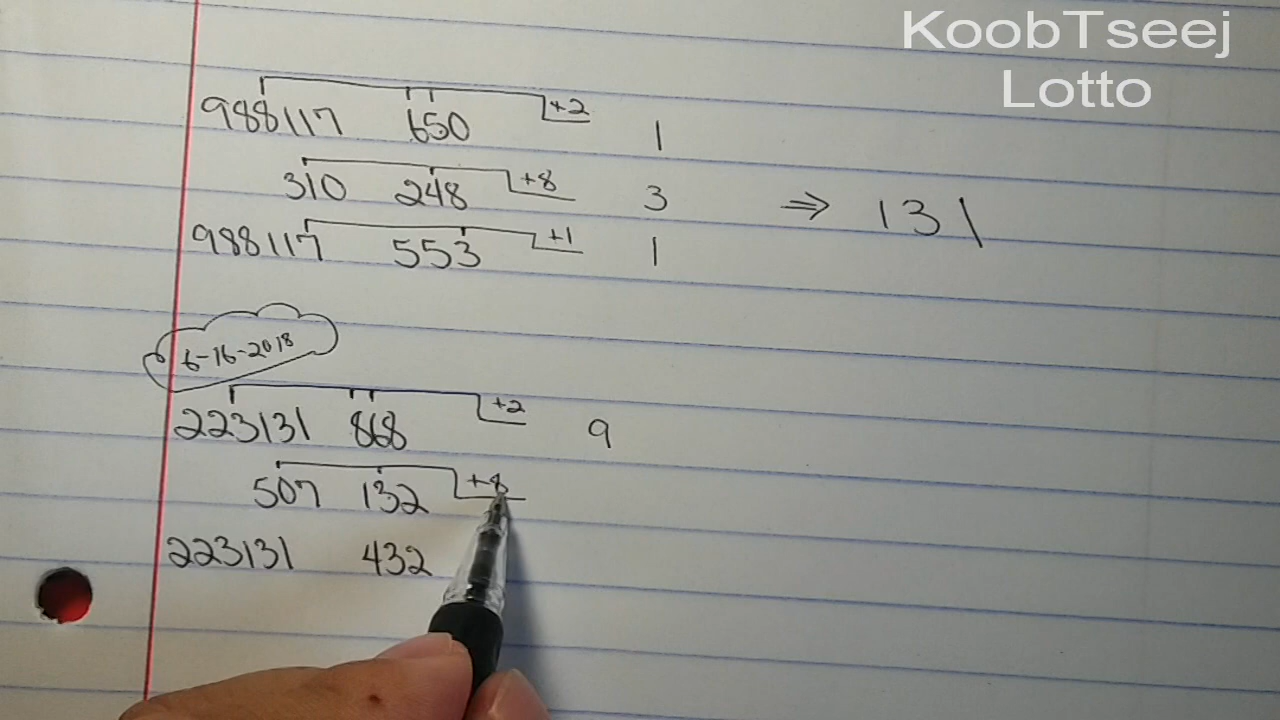 KoobTseej
Lotto
988117 650 +2 1
310 248 +8 3
988117 553 +1 1
⇒ 131
6-16-2018
223131 868 +2 9
507 132 +8
223131 432